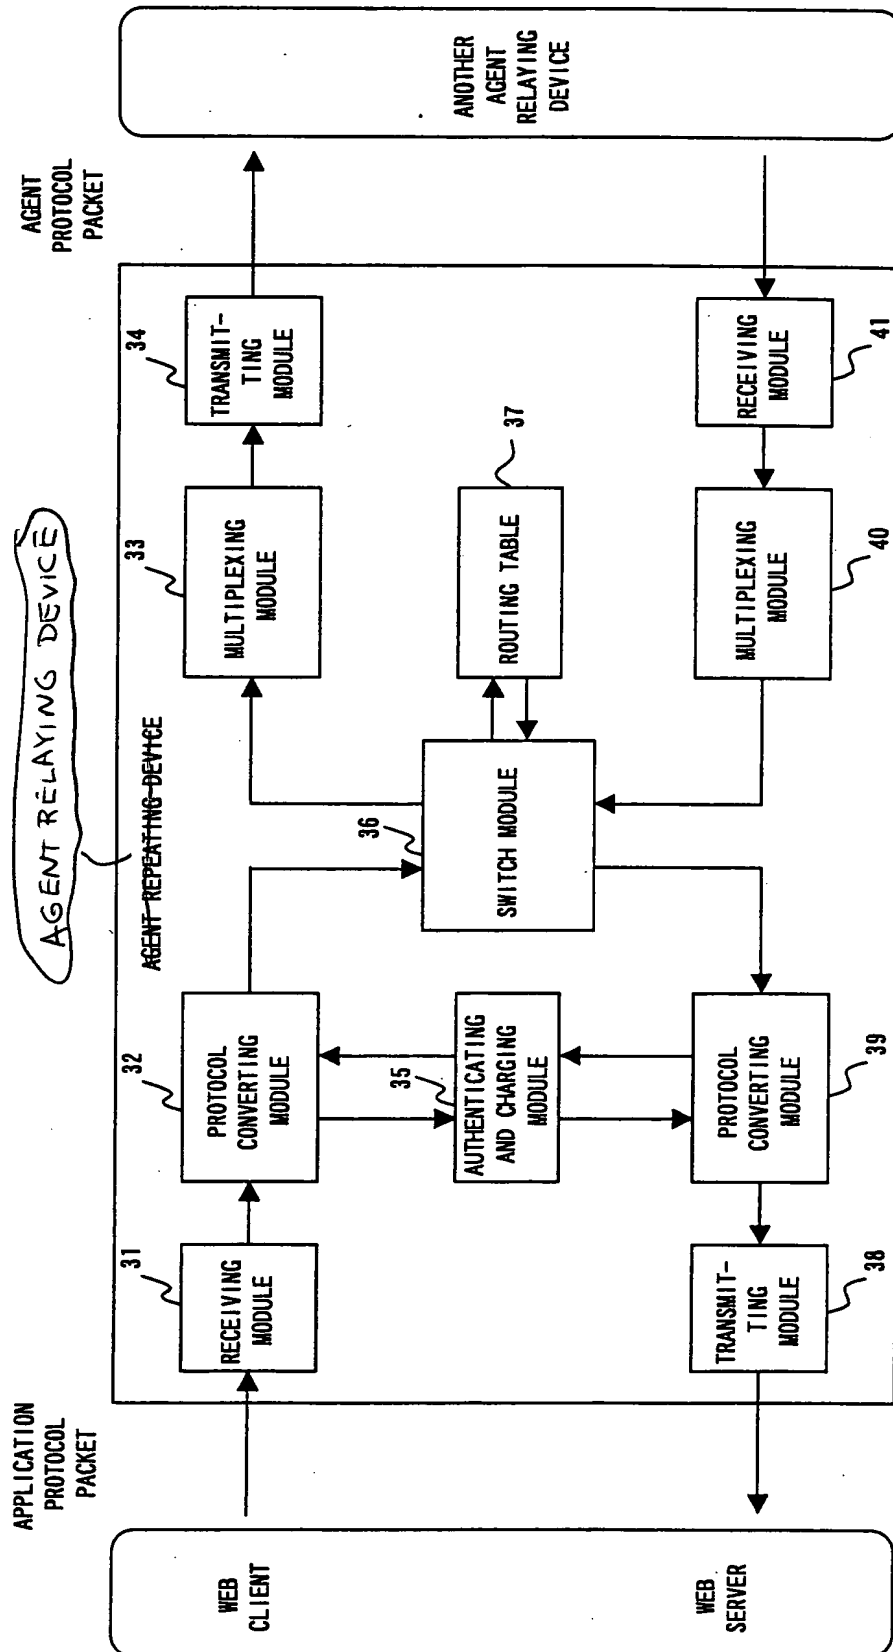 AGENT RELAYING DEVICE
APPLICATION
PROTOCOL
PACKET
AGENT REPEATING DEVICE
AGENT
PROTOCOL
PACKET
WEB
CLIENT
31
RECEIVING
MODULE
32
PROTOCOL
CONVERTING
MODULE
33
MULTIPLEXING
MODULE
34
TRANSMIT-
TING
MODULE
ANOTHER
AGENT
RELAYING
DEVICE
35
AUTHENTICATING
AND CHARGING
MODULE
36
SWITCH MODULE
ROUTING TABLE
37
WEB
SERVER
TRANSMIT-
TING
MODULE
38
PROTOCOL
CONVERTING
MODULE
39
MULTIPLEXING
MODULE
40
RECEIVING
MODULE
41